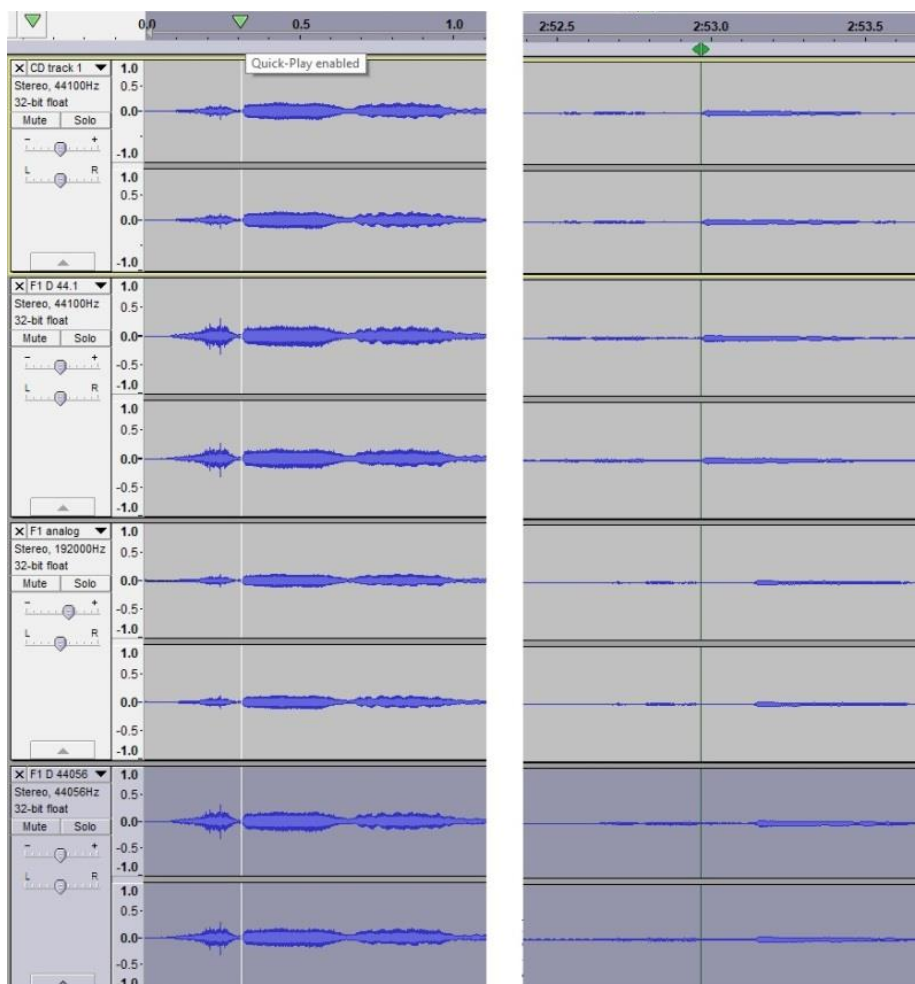 0,0 0.5 1.0
2:52.5 2:53.0 2:53.5
Quick-Play enabled
X CD track 1 ▼ 1.0
Stereo, 44100Hz 0.5-
32-bit float 0.0-
Mute Solo
- + -1.0
L R 1.0
0.5-
0.0-
-1.0
X F1 D 44.1 ▼ 1.0
Stereo, 44100Hz 0.5-
32-bit float
Mute Solo 0.0-
- + -0.5-
L R -1.0
1.0
0.5-
0.0-
-0.5-
-1.0
X F1 analog ▼ 1.0
Stereo, 192000Hz 0.5-
32-bit float
Mute Solo 0.0-
- + -0.5-
L R -1.0
1.0
0.5-
0.0-
-0.5-
-1.0
X F1 D 44056 ▼ 1.0
Stereo, 44056Hz 0.5-
32-bit float
Mute Solo 0.0-
- + -0.5-
-1.0
L R 1.0
0.5-
0.0-
-0.5-
1.0